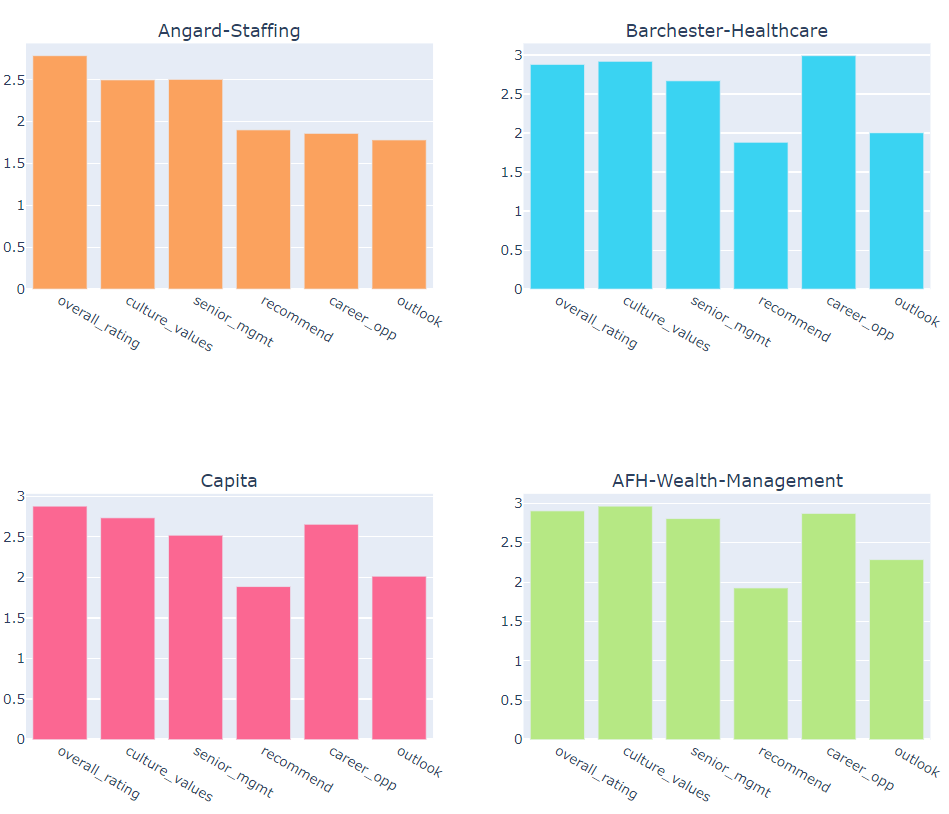 Angard-Staffing
2.5
2
1.5
1
0.5
0
overall_rating
culture_values
senior_mgmt
recommend
career_opp
outlook
Barchester-Healthcare
3
2.5
2
1.5
1
0.5
0
overall_rating
culture_values
senior_mgmt
recommend
career_opp
outlook
Capita
3
2.5
2
1.5
1
0.5
0
overall_rating
culture_values
senior_mgmt
recommend
career_opp
outlook
AFH-Wealth-Management
3
2.5
2
1.5
1
0.5
0
overall_rating
culture_values
senior_mgmt
recommend
career_opp
outlook